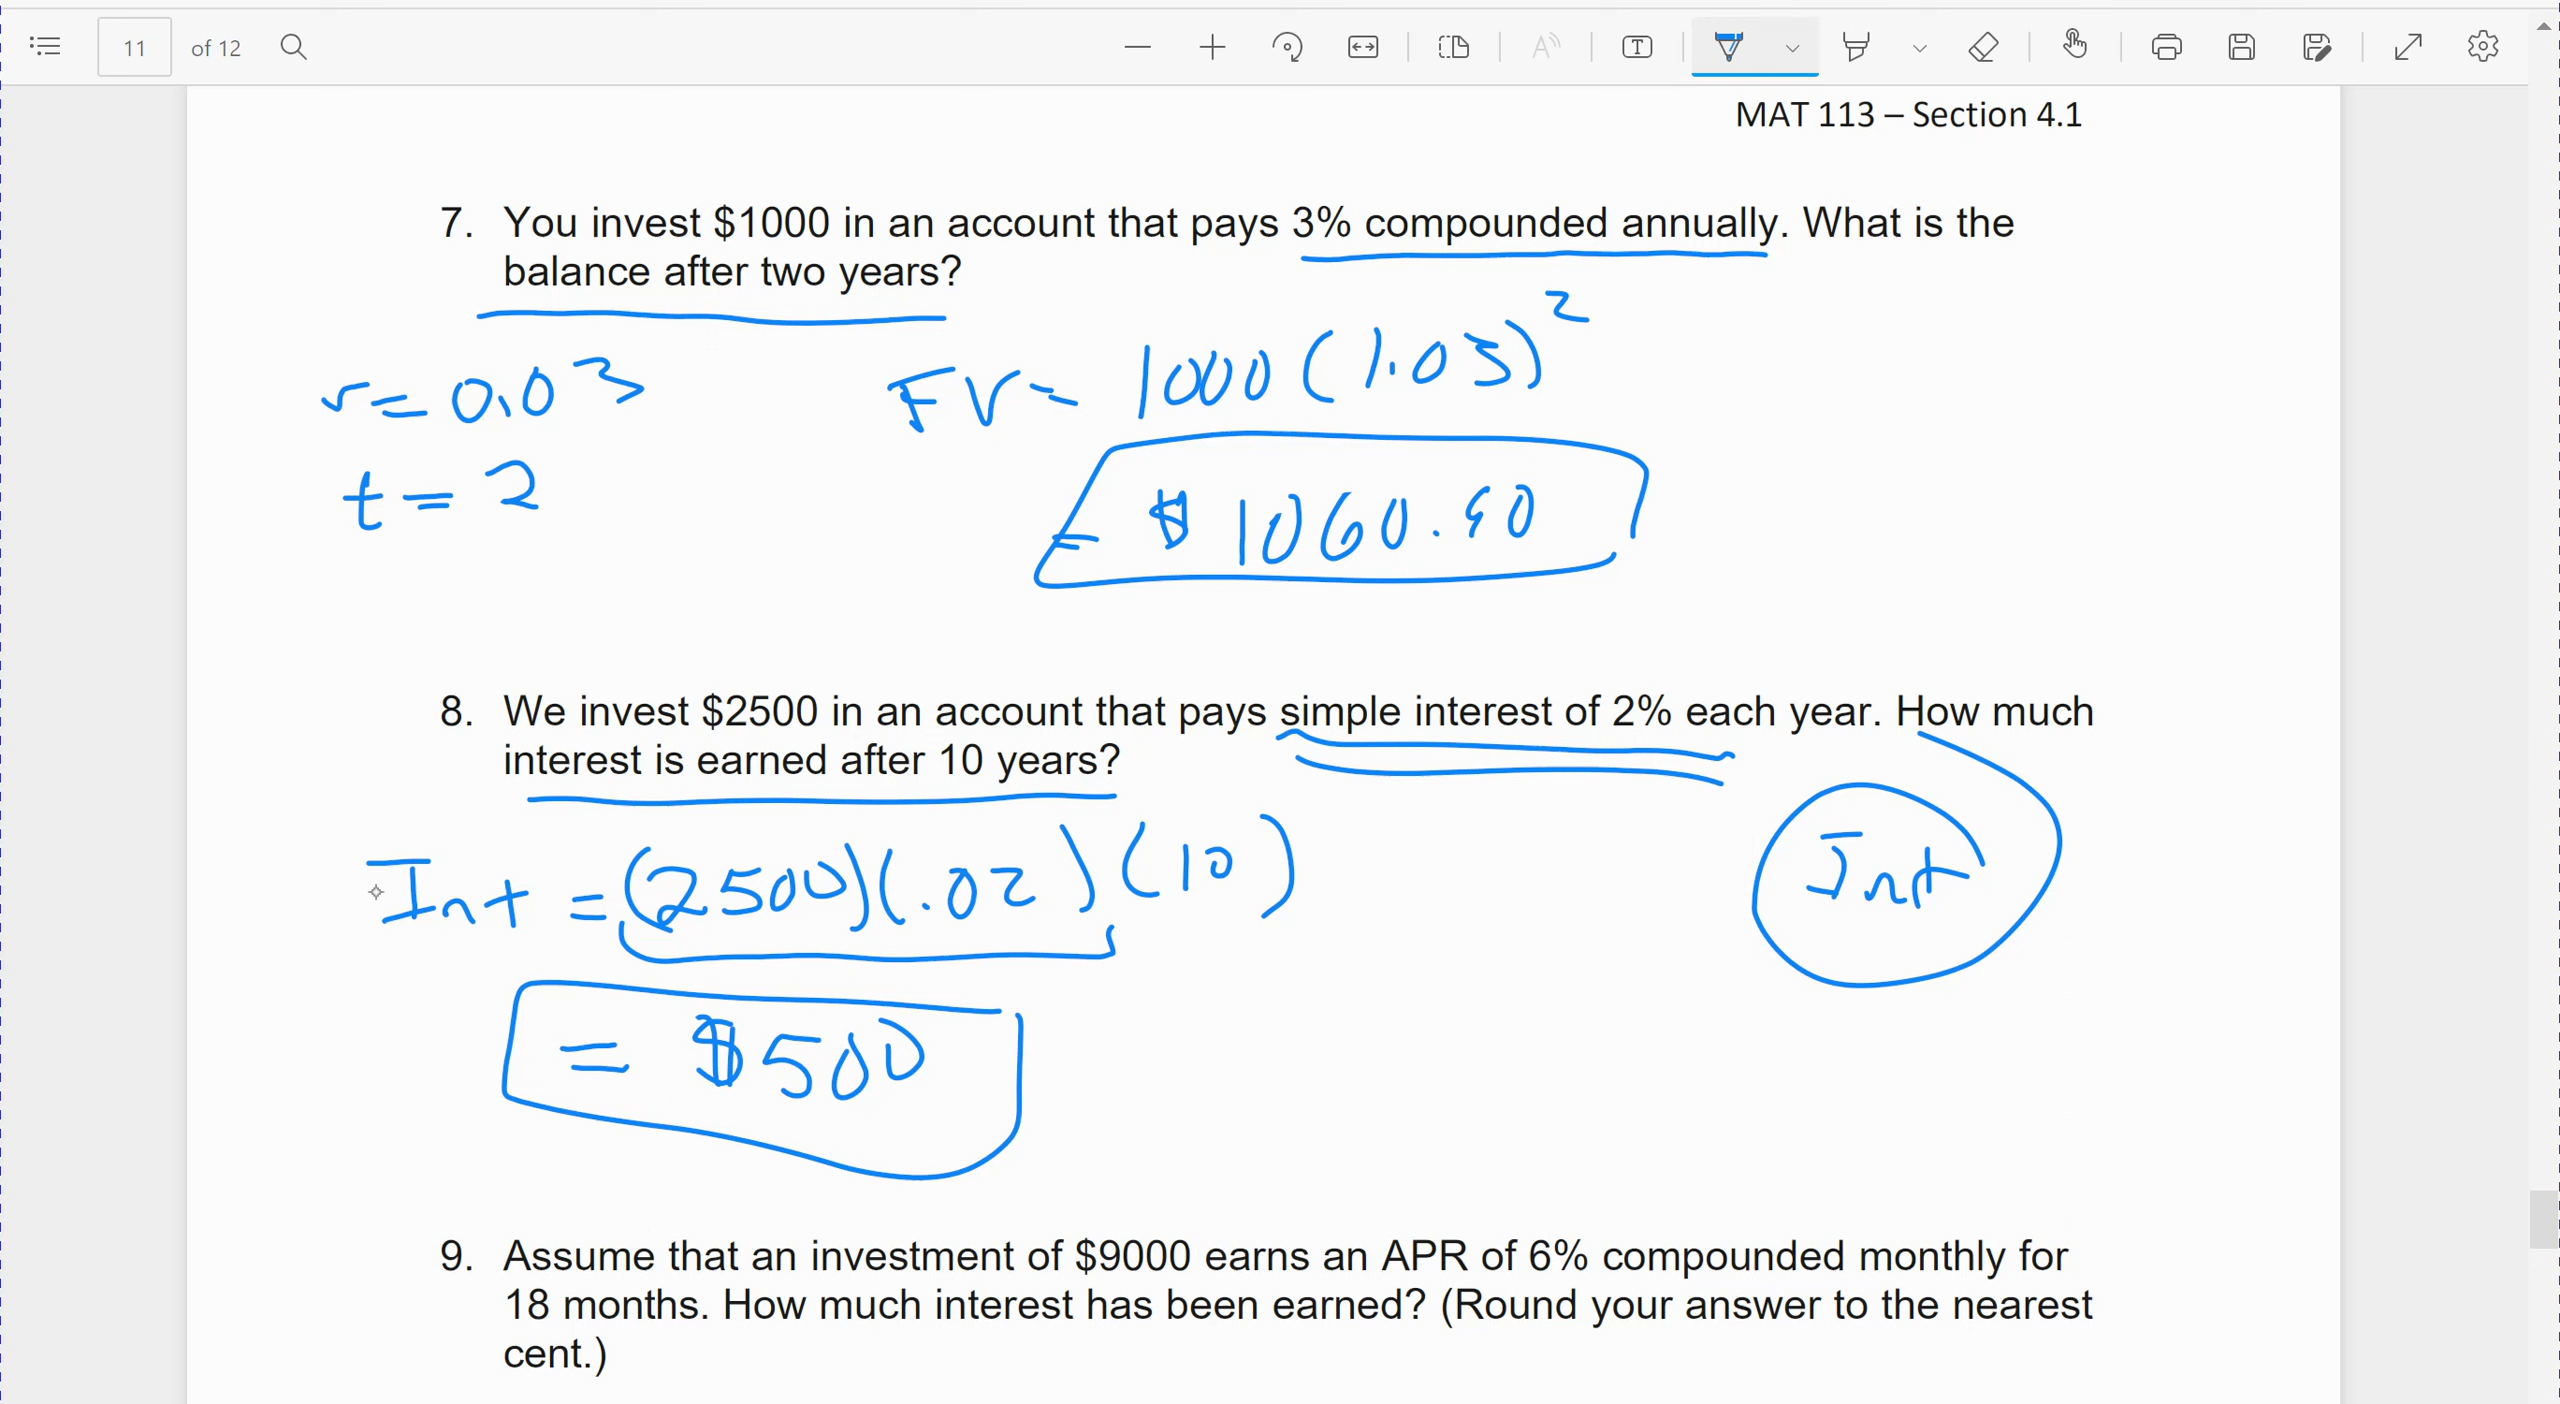 11 of 12
MAT 113 – Section 4.1
7. You invest $1000 in an account that pays 3% compounded annually. What is the
balance after two years?
r = 0.03
FV = 1000 (1.03)²
t = 2
= $1060.90
8. We invest $2500 in an account that pays simple interest of 2% each year. How much
interest is earned after 10 years?
Int = (2500)(.02)(10)
Int
= $500
9. Assume that an investment of $9000 earns an APR of 6% compounded monthly for
18 months. How much interest has been earned? (Round your answer to the nearest
cent.)